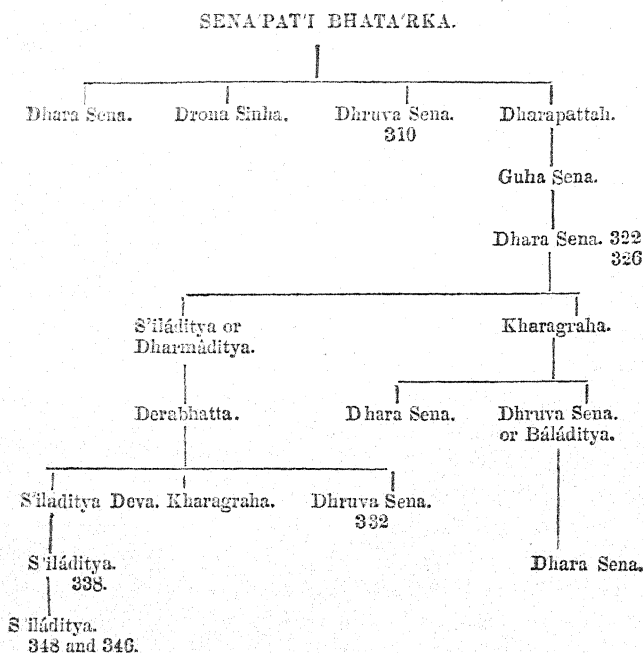 SENA'PAT'I BHATA'RKA.
Dhara Sena. Drona Sinha. Dhruva Sena. Dharapattah.
310
Guha Sena.
Dhara Sena. 322
326
S'iláditya or
Dharmáditya.
Kharagraha.
Derabhatta.
Dhara Sena. Dhruva Sena.
or Báláditya.
S'iladitya Deva. Kharagraha. Dhruva Sena.
332
S'iláditya.
338.
Dhara Sena.
S'iláditya.
348 and 346.